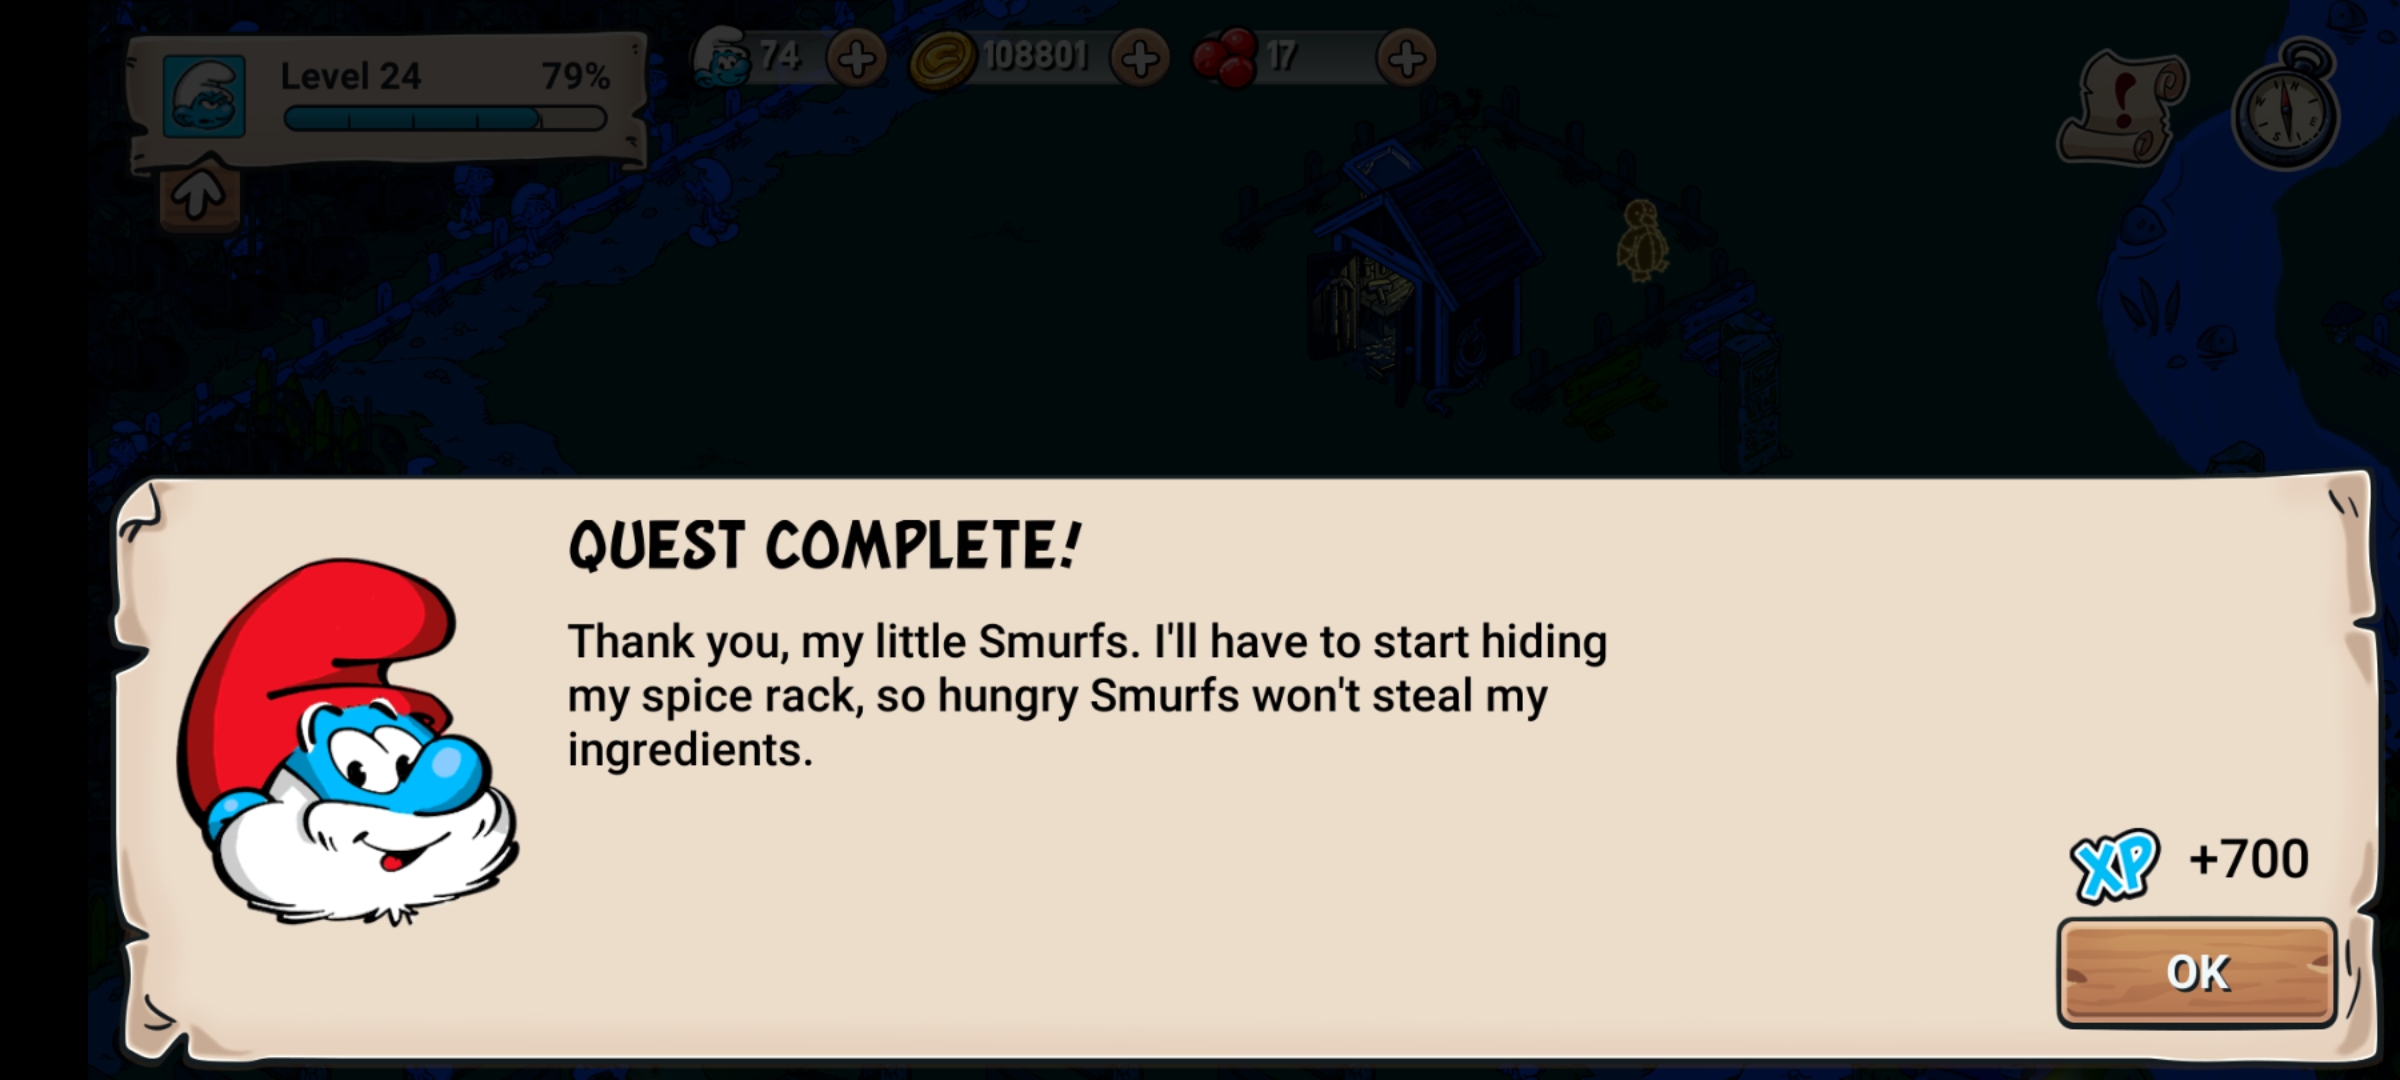 Level 24 79%
74
108801
17
QUEST COMPLETE!
Thank you, my little Smurfs. I'll have to start hiding
my spice rack, so hungry Smurfs won't steal my
ingredients.
XP +700
OK